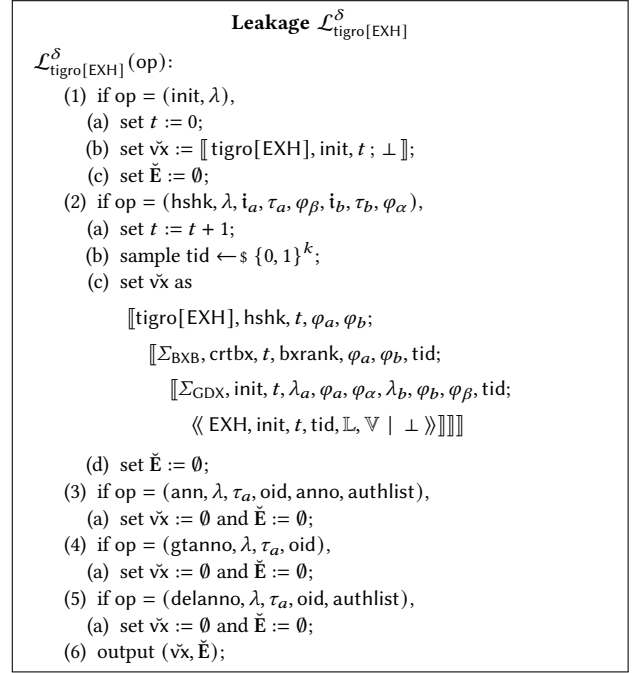 Leakage ℒ^δ_tigro[EXH]
ℒ^δ_tigro[EXH](op):
(1) if op = (init, λ),
(a) set t := 0;
(b) set v̆x := ⟦tigro[EXH], init, t ; ⊥⟧;
(c) set Ĕ := ∅;
(2) if op = (hshk, λ, i̇_a, τ_a, φ_β, i̇_b, τ_b, φ_α),
(a) set t := t + 1;
(b) sample tid ←$ {0, 1}^k;
(c) set v̆x as
⟦tigro[EXH], hshk, t, φ_a, φ_b;
⟦Σ_BXB, crtbx, t, bxrank, φ_a, φ_b, tid;
⟦Σ_GDX, init, t, λ_a, φ_a, φ_α, λ_b, φ_b, φ_β, tid;
⟪ EXH, init, t, tid, 𝕃, 𝕍 | ⊥ ⟫⟧⟧⟧
(d) set Ĕ := ∅;
(3) if op = (ann, λ, τ_a, oid, anno, authlist),
(a) set v̆x := ∅ and Ĕ := ∅;
(4) if op = (gtanno, λ, τ_a, oid),
(a) set v̆x := ∅ and Ĕ := ∅;
(5) if op = (delanno, λ, τ_a, oid, authlist),
(a) set v̆x := ∅ and Ĕ := ∅;
(6) output (v̆x, Ĕ);